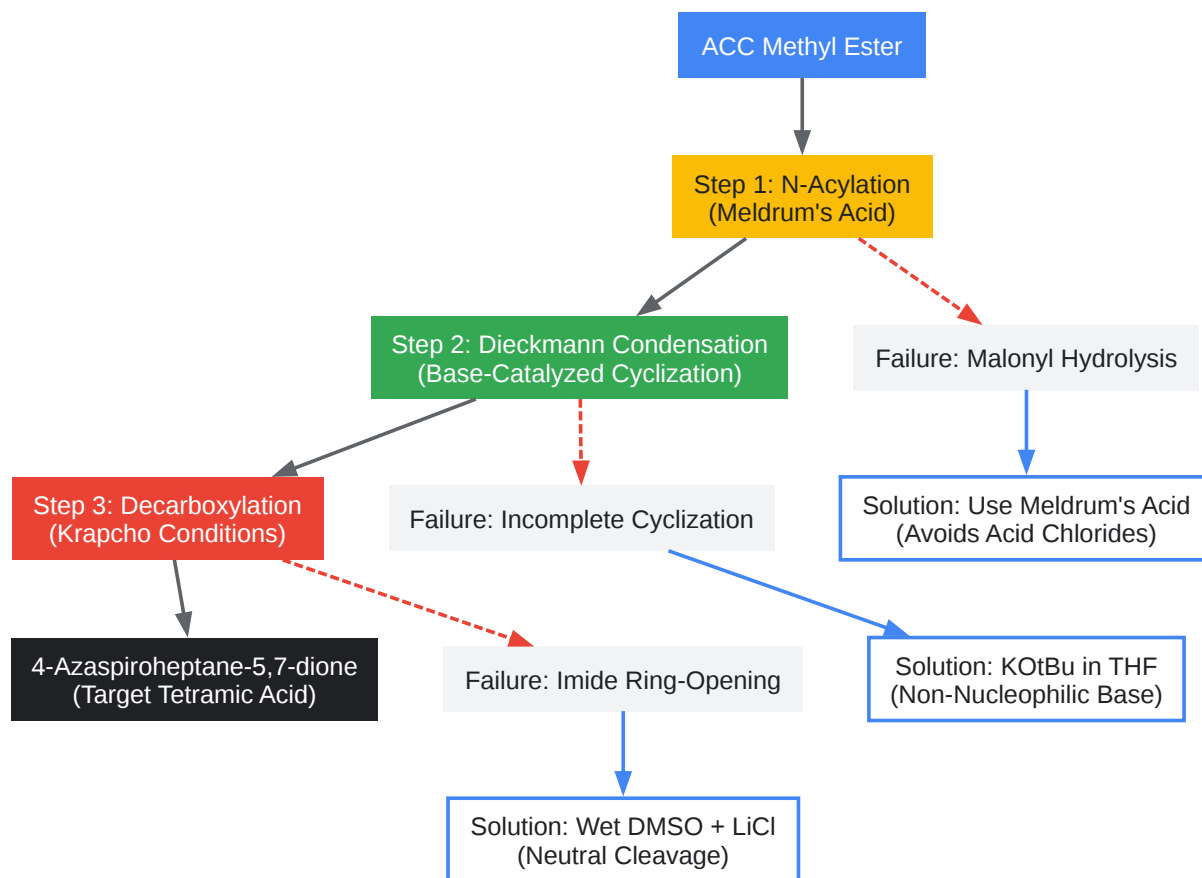 ACC Methyl Ester
Step 1: N-Acylation
(Meldrum's Acid)
Step 2: Dieckmann Condensation
(Base-Catalyzed Cyclization)
Failure: Malonyl Hydrolysis
Step 3: Decarboxylation
(Krapcho Conditions)
Failure: Incomplete Cyclization
Solution: Use Meldrum's Acid
(Avoids Acid Chlorides)
4-Azaspiroheptane-5,7-dione
(Target Tetramic Acid)
Failure: Imide Ring-Opening
Solution: KOtBu in THF
(Non-Nucleophilic Base)
Solution: Wet DMSO + LiCl
(Neutral Cleavage)